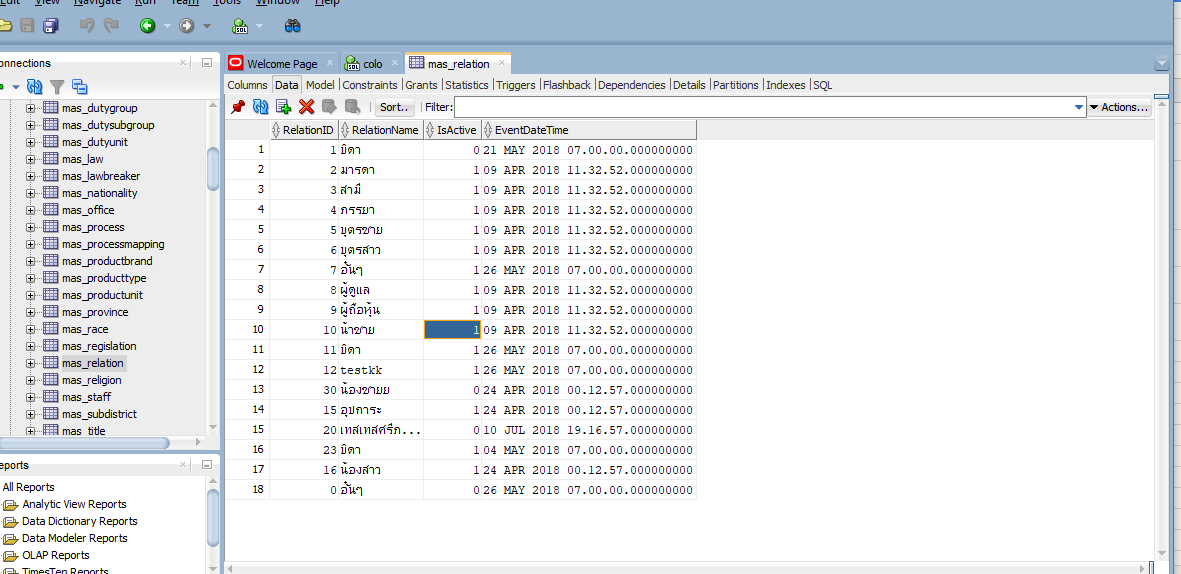 Edit View Navigate Run Team Tools Window Help
Connections
Welcome Page
colo
mas_relation
Columns Data Model Constraints Grants Statistics Triggers Flashback Dependencies Details Partitions Indexes SQL
Sort.. Filter: Actions...
mas_dutygroup
mas_dutysubgroup
mas_dutyunit
mas_law
mas_lawbreaker
mas_nationality
mas_office
mas_process
mas_processmapping
mas_productbrand
mas_producttype
mas_productunit
mas_province
mas_race
mas_regislation
mas_relation
mas_religion
mas_staff
mas_subdistrict
mas_title
RelationID RelationName IsActive EventDateTime
1 1 บิดา 0 21 MAY 2018 07.00.00.000000000
2 2 มารดา 1 09 APR 2018 11.32.52.000000000
3 3 สามี 1 09 APR 2018 11.32.52.000000000
4 4 ภรรยา 1 09 APR 2018 11.32.52.000000000
5 5 บุตรชาย 1 09 APR 2018 11.32.52.000000000
6 6 บุตรสาว 1 09 APR 2018 11.32.52.000000000
7 7 อื่นๆ 1 26 MAY 2018 07.00.00.000000000
8 8 ผู้ดูแล 1 09 APR 2018 11.32.52.000000000
9 9 ผู้ถือหุ้น 1 09 APR 2018 11.32.52.000000000
10 10 น้าชาย 1 09 APR 2018 11.32.52.000000000
11 11 บิดา 1 26 MAY 2018 07.00.00.000000000
12 12 testkk 1 26 MAY 2018 07.00.00.000000000
13 30 น้องชายย 0 24 APR 2018 00.12.57.000000000
14 15 อุปการะ 1 24 APR 2018 00.12.57.000000000
15 20 เทสเทสศรีภ... 0 10 JUL 2018 19.16.57.000000000
16 23 บิดา 1 04 MAY 2018 07.00.00.000000000
17 16 น้องสาว 1 24 APR 2018 00.12.57.000000000
18 0 อื่นๆ 0 26 MAY 2018 07.00.00.000000000
Reports
All Reports
Analytic View Reports
Data Dictionary Reports
Data Modeler Reports
OLAP Reports
TimesTen Reports